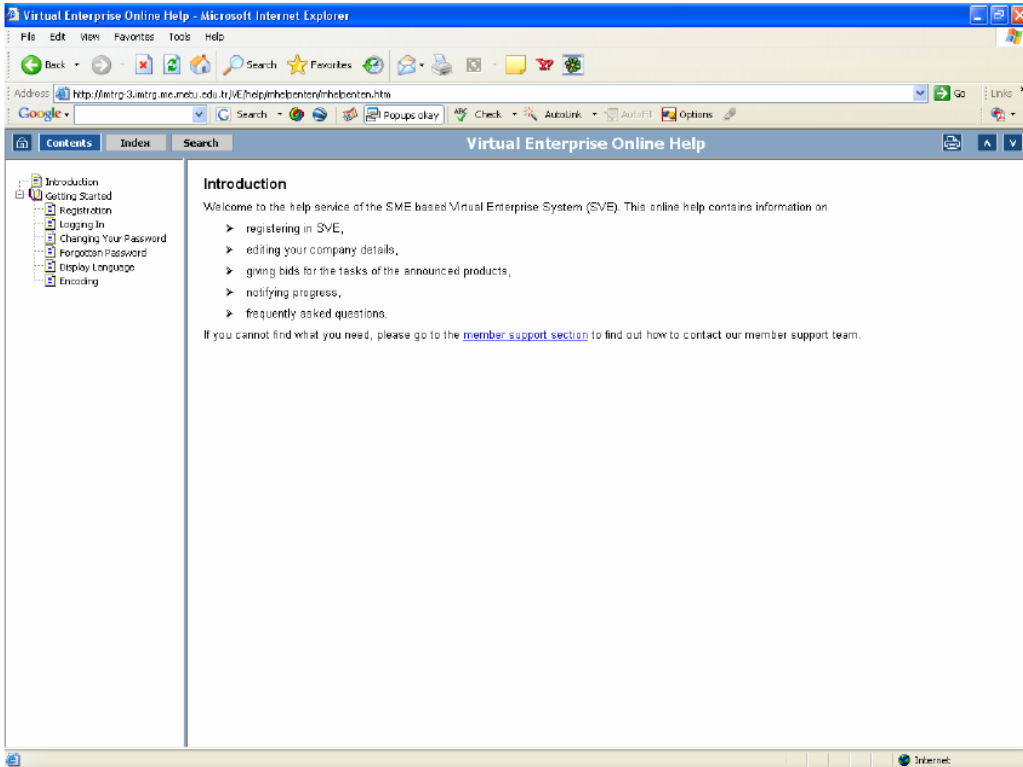 Virtual Enterprise Online Help - Microsoft Internet Explorer
File Edit View Favorites Tools Help
Back Search Favorites
Address http://imtrg-3.imtrg.me.metu.edu.tr/VE/help/mhelpenten/mhelpenten.htm Go Links
Google Search Popups okay Check AutoLink AutoFill Options
Contents Index Search Virtual Enterprise Online Help
Introduction
Getting Started
Registration
Logging In
Changing Your Password
Forgotten Password
Display Language
Encoding
Introduction
Welcome to the help service of the SME based Virtual Enterprise System (SVE). This online help contains information on
registering in SVE,
editing your company details,
giving bids for the tasks of the announced products,
notifying progress,
frequently asked questions.
If you cannot find what you need, please go to the member support section to find out how to contact our member support team.
Internet